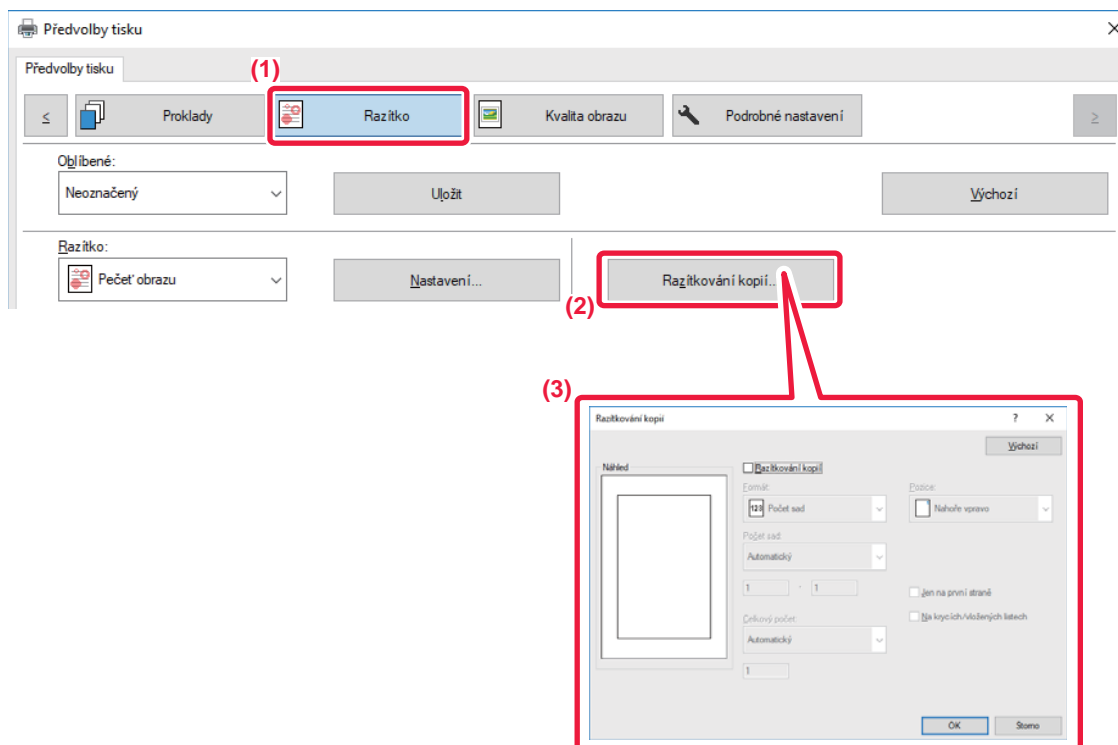 Předvolby tisku
Předvolby tisku
(1)
< Proklady Razítko Kvalita obrazu Podrobné nastavení >
Oblíbené:
Neoznačený Uložit Výchozí
Razítko:
Pečeť obrazu Nastavení... Razítkování kopií...
(2)
(3)
Razítkování kopií ?
Výchozí
Náhled Razítkování kopií
Formát: Pozice:
123 Počet sad Nahoře vpravo
Počet sad:
Automatický
1 - 1 Jen na první straně
Celkový počet: Na krycích/vložených listech
Automatický
1
OK Storno